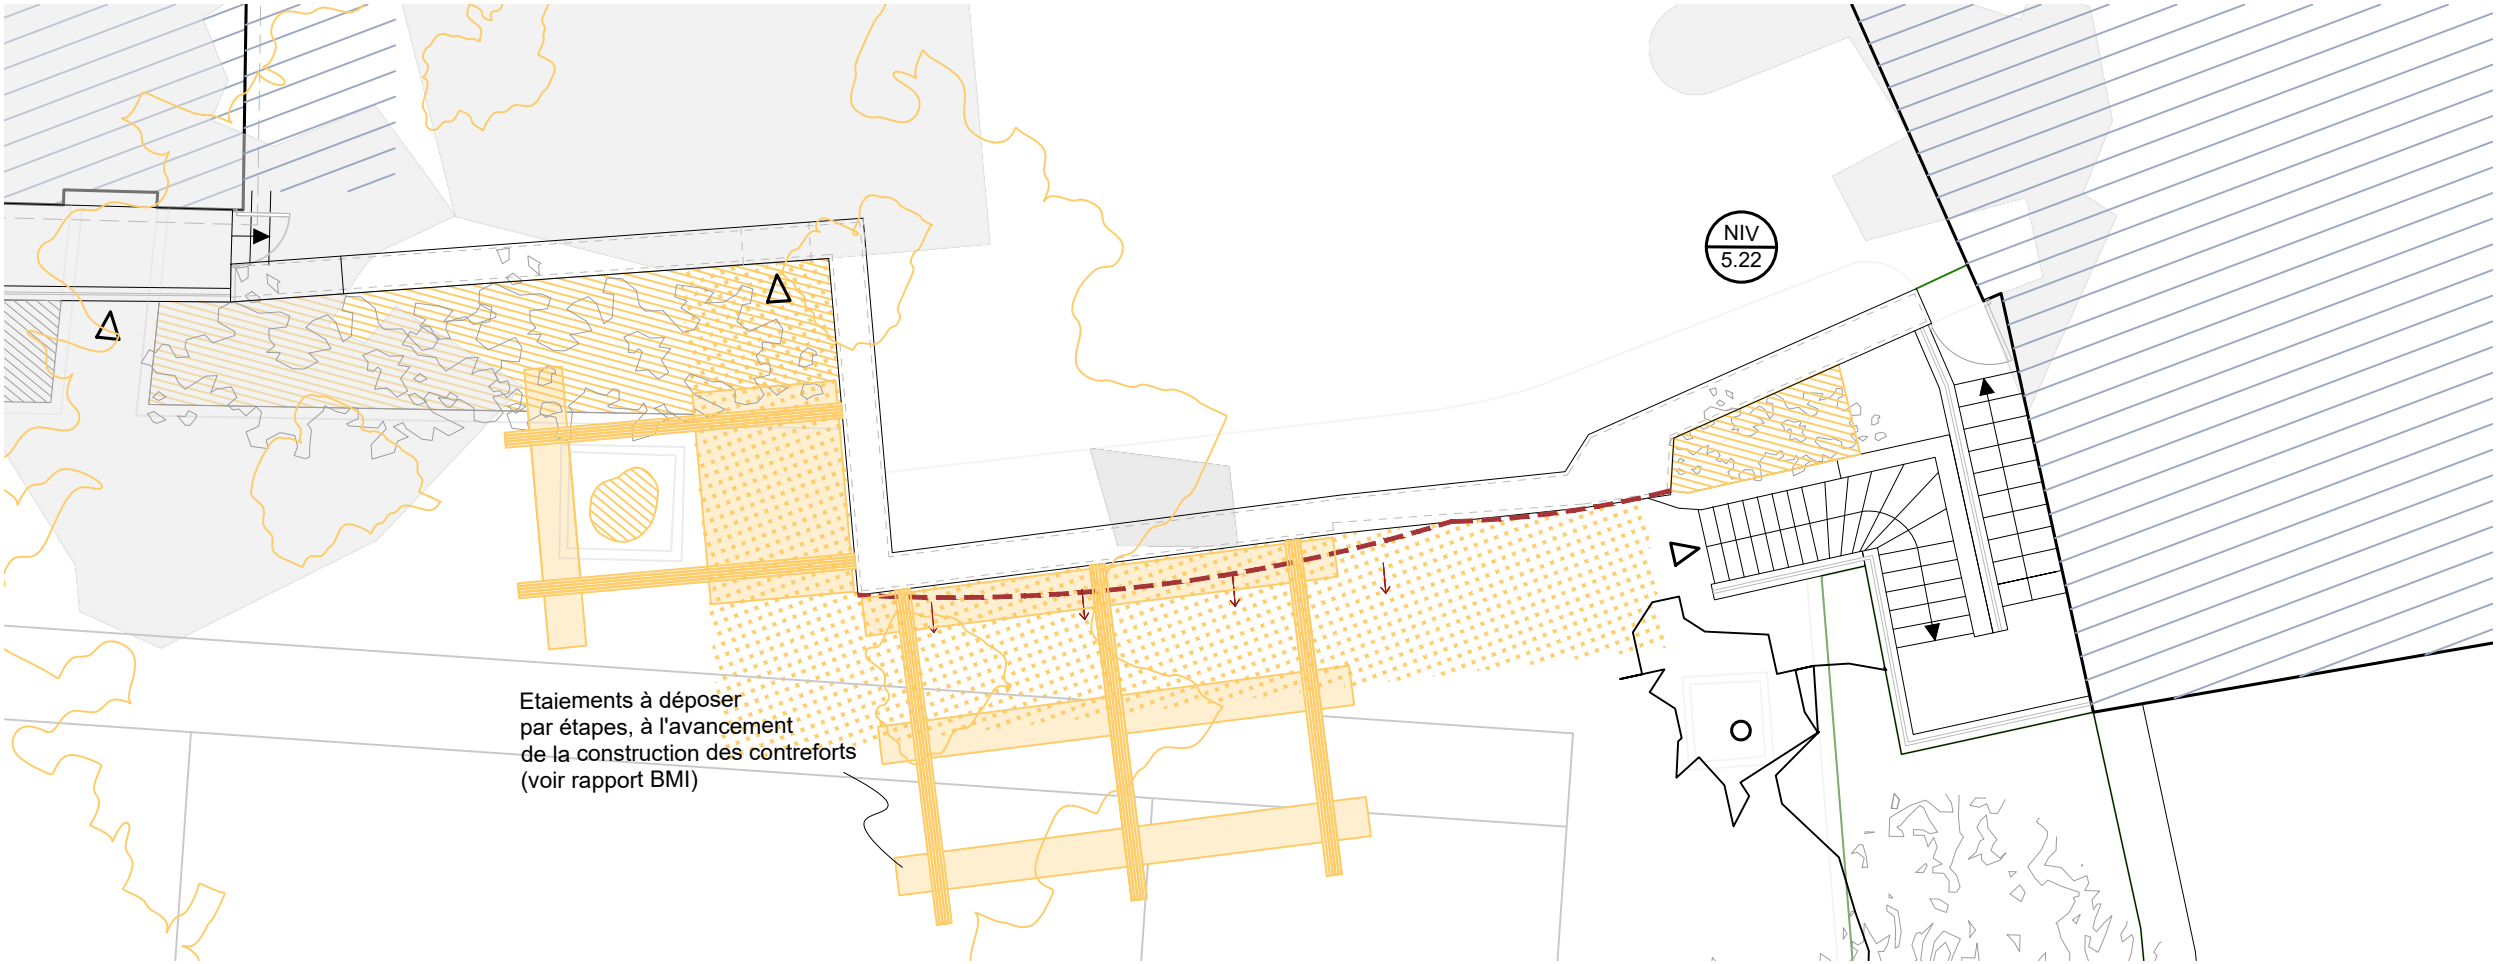 NIV
5.22
Etaiements à déposer
par étapes, à l'avancement
de la construction des contreforts
(voir rapport BMI)